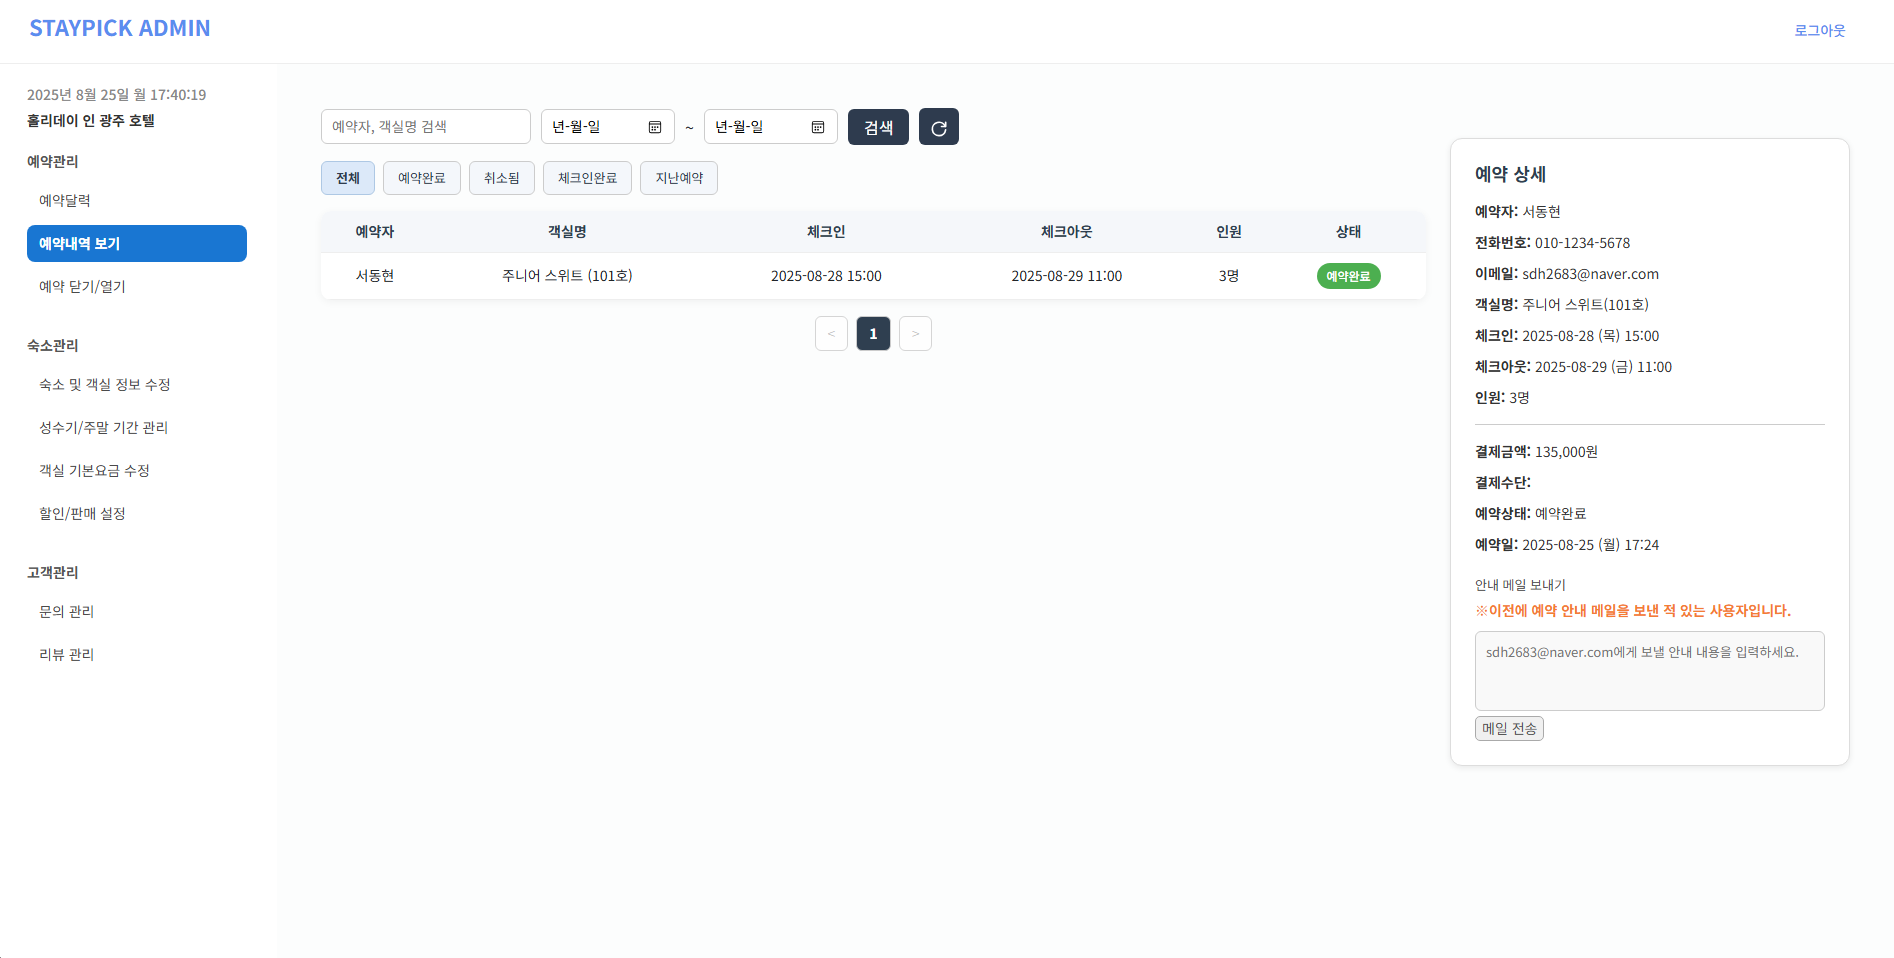 STAYPICK ADMIN
로그아웃
2025년 8월 25일 월 17:40:19
홀리데이 인 광주 호텔
예약관리
예약달력
예약내역 보기
예약 닫기/열기
숙소관리
숙소 및 객실 정보 수정
성수기/주말 기간 관리
객실 기본요금 수정
할인/판매 설정
고객관리
문의 관리
리뷰 관리
예약자, 객실명 검색 년-월-일 ~ 년-월-일 검색
전체 예약완료 취소됨 체크인완료 지난예약
예약자 객실명 체크인 체크아웃 인원 상태
서동현 주니어 스위트 (101호) 2025-08-28 15:00 2025-08-29 11:00 3명 예약완료
< 1 >
예약 상세
예약자: 서동현
전화번호: 010-1234-5678
이메일: sdh2683@naver.com
객실명: 주니어 스위트(101호)
체크인: 2025-08-28 (목) 15:00
체크아웃: 2025-08-29 (금) 11:00
인원: 3명
결제금액: 135,000원
결제수단:
예약상태: 예약완료
예약일: 2025-08-25 (월) 17:24
안내 메일 보내기
※이전에 예약 안내 메일을 보낸 적 있는 사용자입니다.
sdh2683@naver.com에게 보낼 안내 내용을 입력하세요.
메일 전송